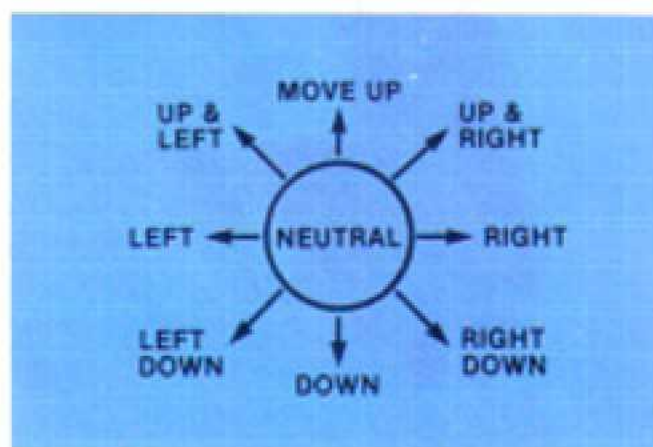 MOVE UP
UP &
LEFT
UP &
RIGHT
LEFT
NEUTRAL
RIGHT
LEFT
DOWN
DOWN
RIGHT
DOWN